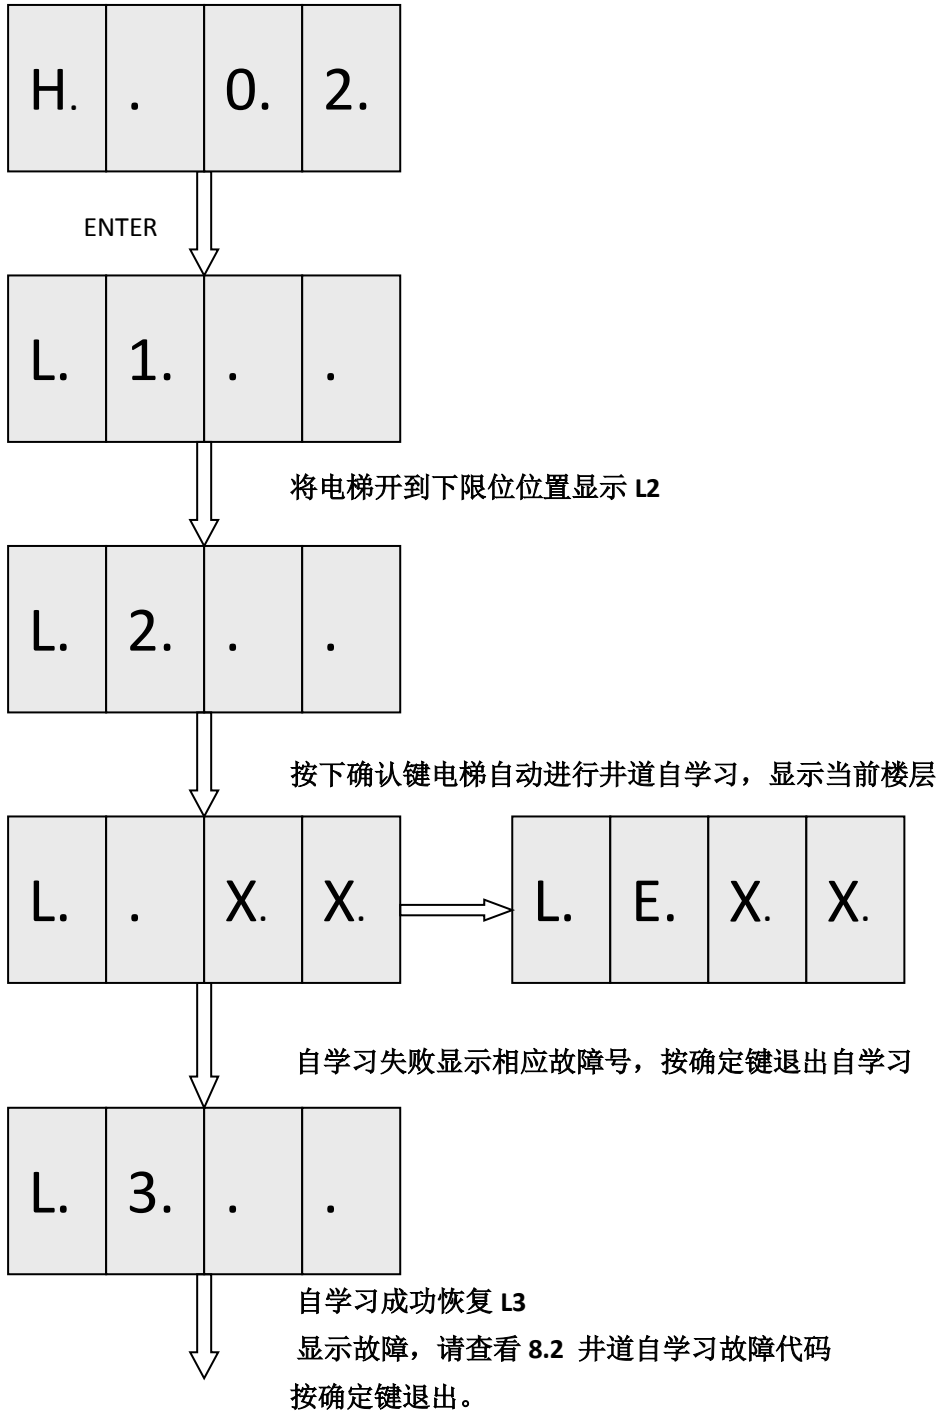 H. . 0. 2.
ENTER
L. 1. . .
将电梯开到下限位位置显示 L2
L. 2. . .
按下确认键电梯自动进行井道自学习，显示当前楼层
L. . X. X. L. E. X. X.
自学习失败显示相应故障号，按确定键退出自学习
L. 3. . .
自学习成功恢复 L3
显示故障，请查看 8.2 井道自学习故障代码
按确定键退出。